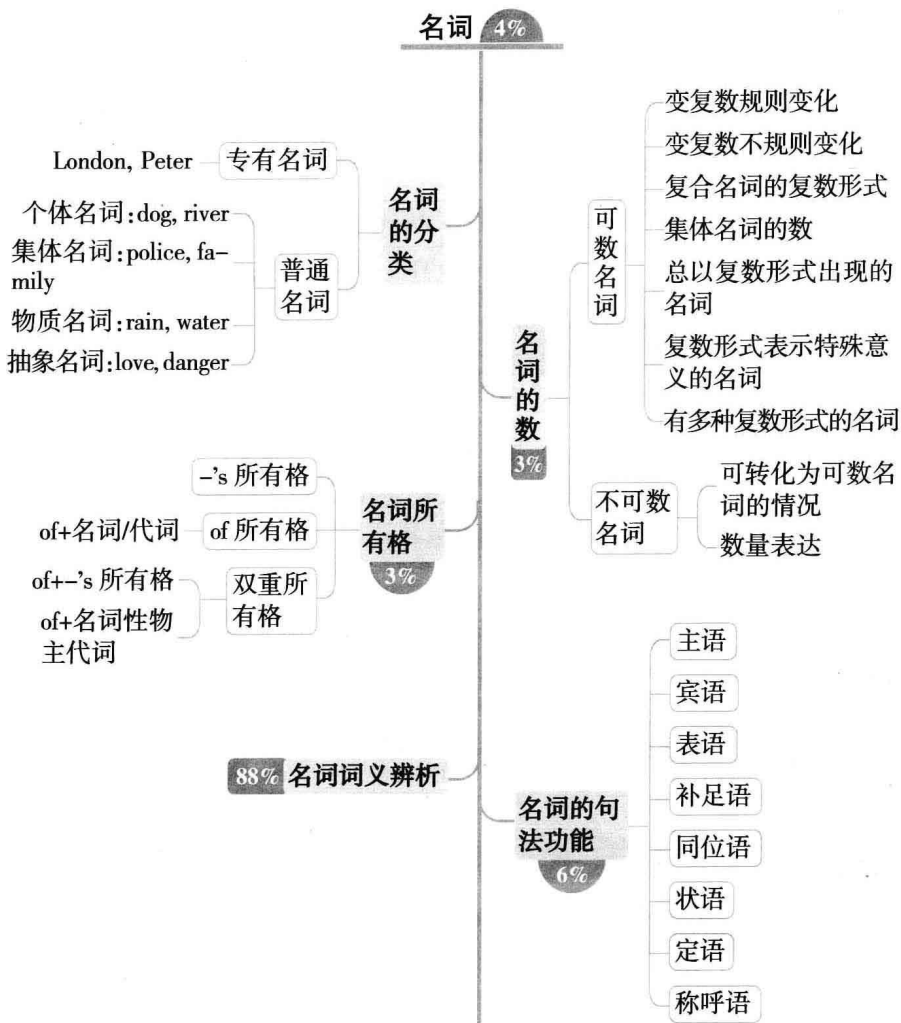 名词 4%
London, Peter
专有名词
个体名词:dog, river
集体名词:police, fa-
mily
物质名词:rain, water
抽象名词:love, danger
普通
名词
名词
的分
类
名
词
的
数
3%
可
数
名
词
变复数规则变化
变复数不规则变化
复合名词的复数形式
集体名词的数
总以复数形式出现的
名词
复数形式表示特殊意
义的名词
有多种复数形式的名词
不可数
名词
可转化为可数名
词的情况
数量表达
名词所
有格
3%
-'s 所有格
of+名词/代词
of 所有格
of+-'s 所有格
of+名词性物
主代词
双重所
有格
88% 名词词义辨析
名词的句
法功能
6%
主语
宾语
表语
补足语
同位语
状语
定语
称呼语